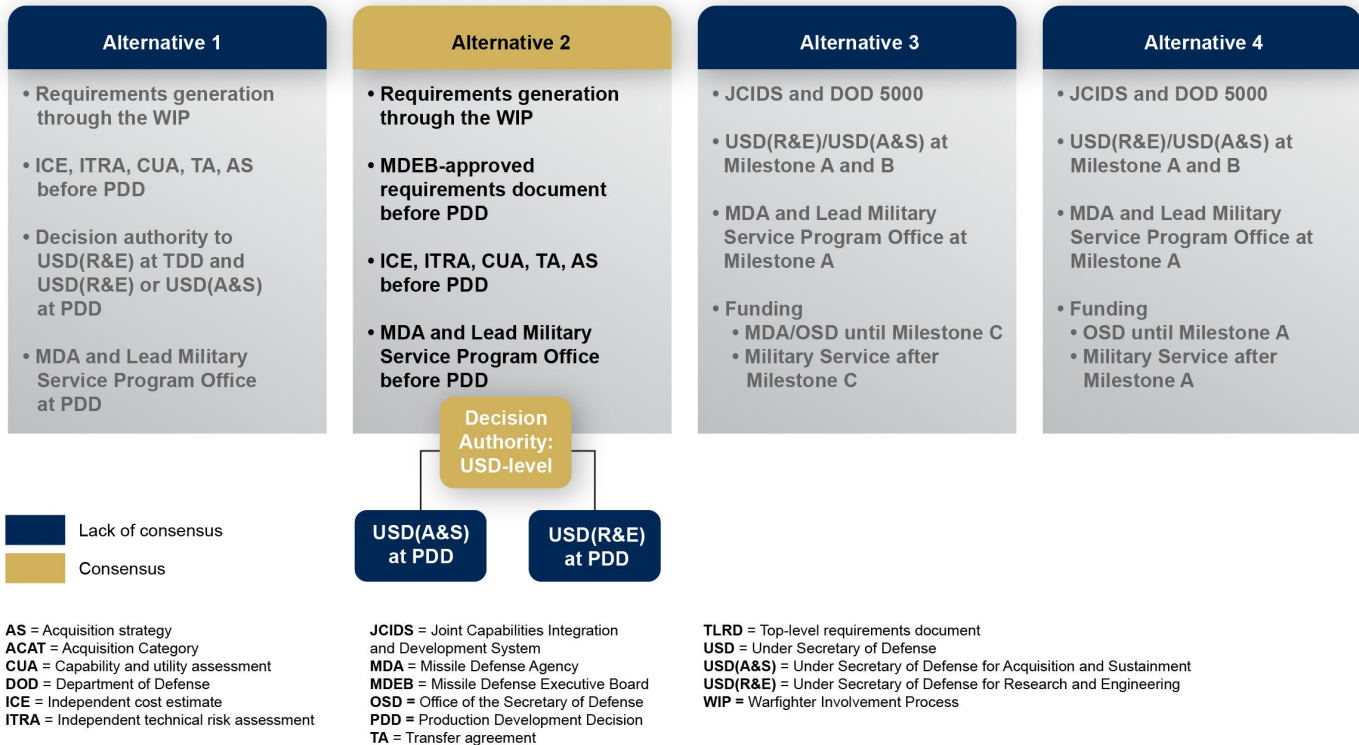 Alternative 1
• Requirements generation
through the WIP
• ICE, ITRA, CUA, TA, AS
before PDD
• Decision authority to
USD(R&E) at TDD and
USD(R&E) or USD(A&S)
at PDD
• MDA and Lead Military
Service Program Office
at PDD
Alternative 2
• Requirements generation
through the WIP
• MDEB-approved
requirements document
before PDD
• ICE, ITRA, CUA, TA, AS
before PDD
• MDA and Lead Military
Service Program Office
before PDD
Decision
Authority:
USD-level
USD(A&S)
at PDD
USD(R&E)
at PDD
Alternative 3
• JCIDS and DOD 5000
• USD(R&E)/USD(A&S) at
Milestone A and B
• MDA and Lead Military
Service Program Office at
Milestone A
• Funding
• MDA/OSD until Milestone C
• Military Service after
Milestone C
Alternative 4
• JCIDS and DOD 5000
• USD(R&E)/USD(A&S) at
Milestone A and B
• MDA and Lead Military
Service Program Office at
Milestone A
• Funding
• OSD until Milestone A
• Military Service after
Milestone A
Lack of consensus
Consensus
AS = Acquisition strategy
ACAT = Acquisition Category
CUA = Capability and utility assessment
DOD = Department of Defense
ICE = Independent cost estimate
ITRA = Independent technical risk assessment
JCIDS = Joint Capabilities Integration
and Development System
MDA = Missile Defense Agency
MDEB = Missile Defense Executive Board
OSD = Office of the Secretary of Defense
PDD = Production Development Decision
TA = Transfer agreement
TLRD = Top-level requirements document
USD = Under Secretary of Defense
USD(A&S) = Under Secretary of Defense for Acquisition and Sustainment
USD(R&E) = Under Secretary of Defense for Research and Engineering
WIP = Warfighter Involvement Process